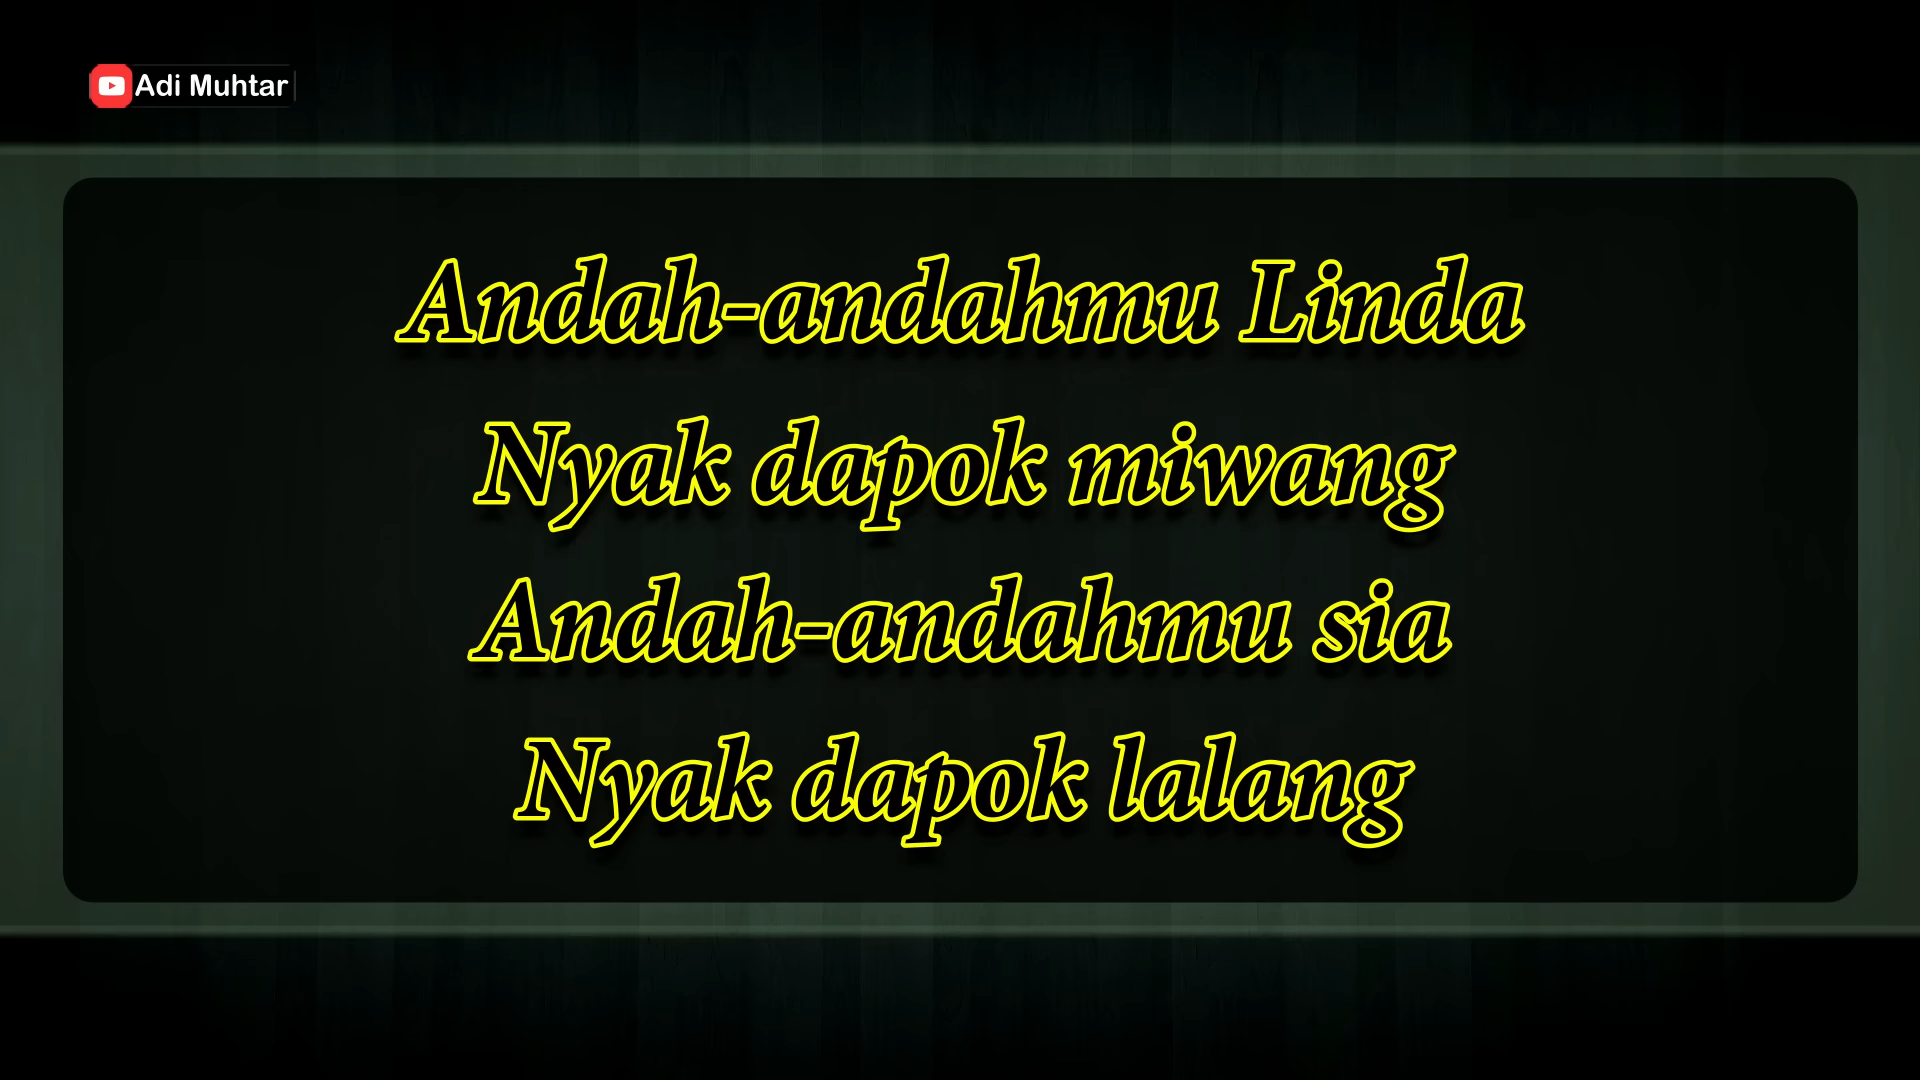 Adi Muhtar
Andah-andahmu Linda
Nyak dapok miwang
Andah-andahmu sia
Nyak dapok lalang